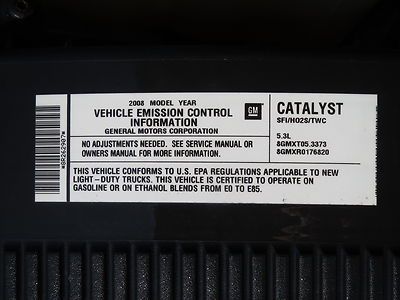 2008 MODEL YEAR
VEHICLE EMISSION CONTROL
INFORMATION
GENERAL MOTORS CORPORATION
GM
CATALYST
SFI/HO2S/TWC
NO ADJUSTMENTS NEEDED. SEE SERVICE MANUAL OR
OWNERS MANUAL FOR MORE INFORMATION.
5.3L
8GMXT05.3373
8GMXR0176820
THIS VEHICLE CONFORMS TO U.S. EPA REGULATIONS APPLICABLE TO NEW
LIGHT-DUTY TRUCKS. THIS VEHICLE IS CERTIFIED TO OPERATE ON
GASOLINE OR ON ETHANOL BLENDS FROM E0 TO E85.